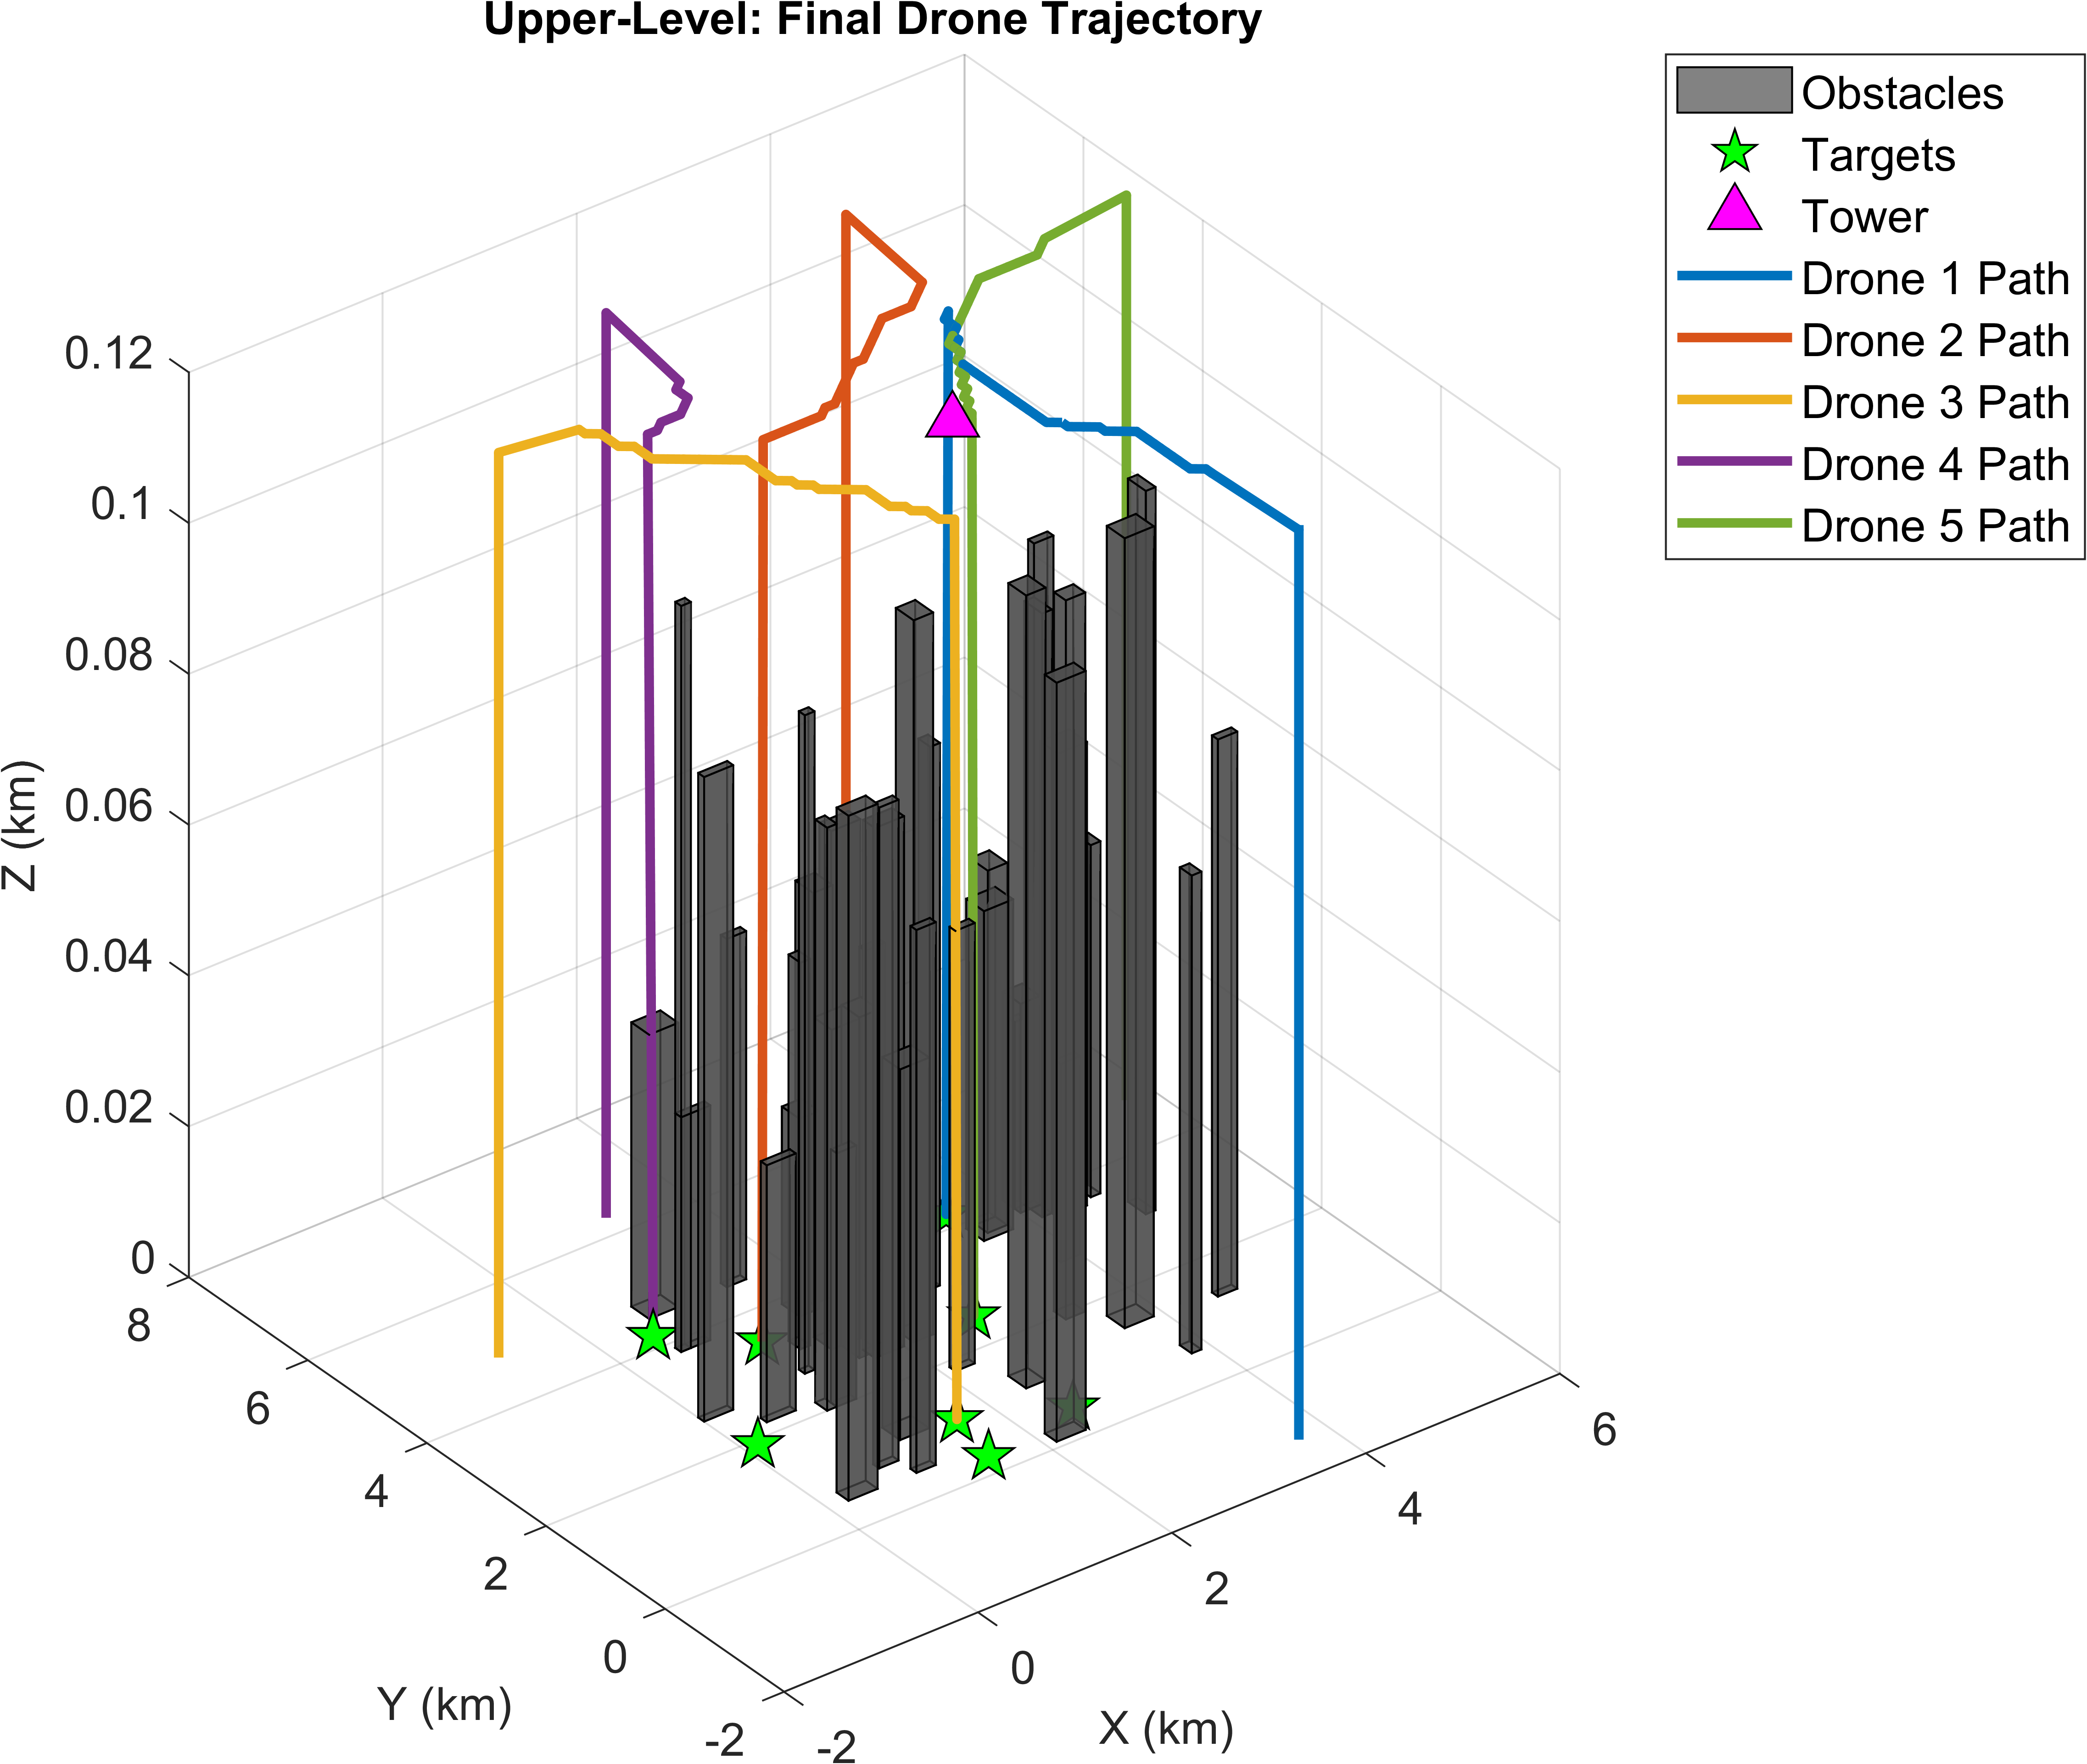 Upper-Level: Final Drone Trajectory
Obstacles
Targets
Tower
Drone 1 Path
Drone 2 Path
Drone 3 Path
Drone 4 Path
Drone 5 Path
0.12
0.1
0.08
0.06
0.04
0.02
0
Z (km)
8
6
4
2
0
-2
Y (km)
-2
0
2
4
6
X (km)